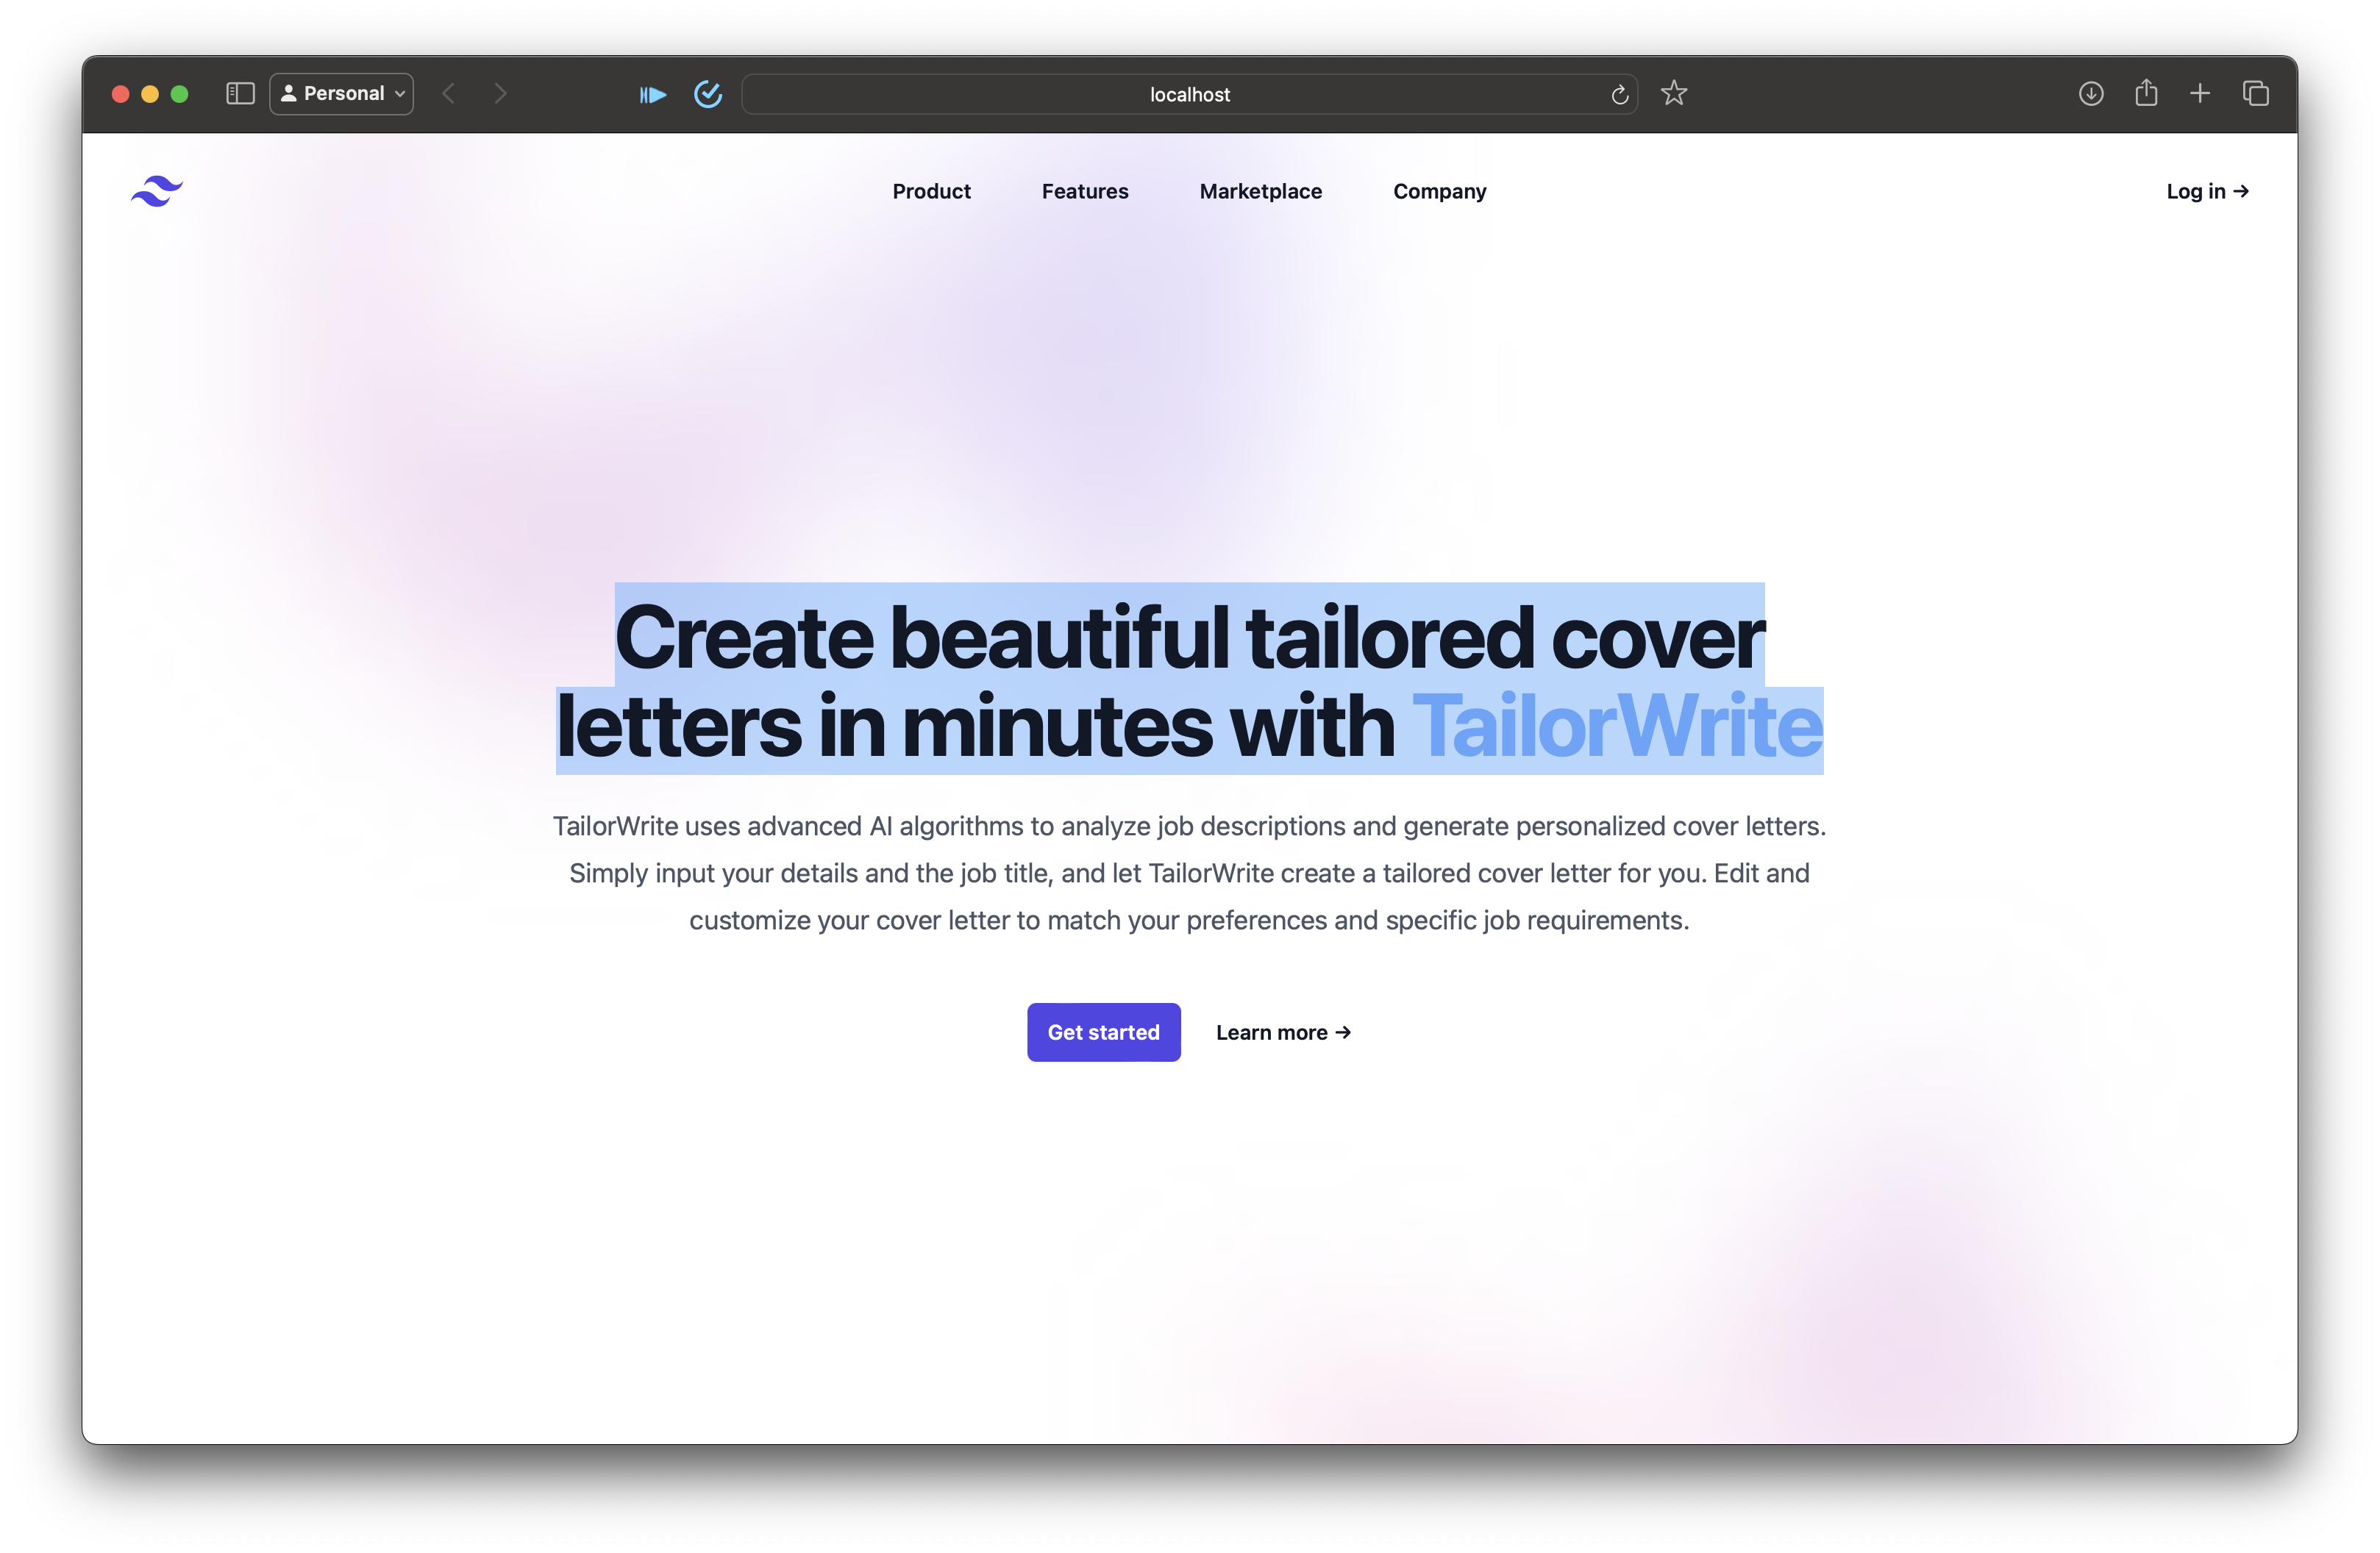 Personal
localhost
Product Features Marketplace Company Log in →
Create beautiful tailored cover
letters in minutes with TailorWrite
TailorWrite uses advanced AI algorithms to analyze job descriptions and generate personalized cover letters.
Simply input your details and the job title, and let TailorWrite create a tailored cover letter for you. Edit and
customize your cover letter to match your preferences and specific job requirements.
Get started Learn more →